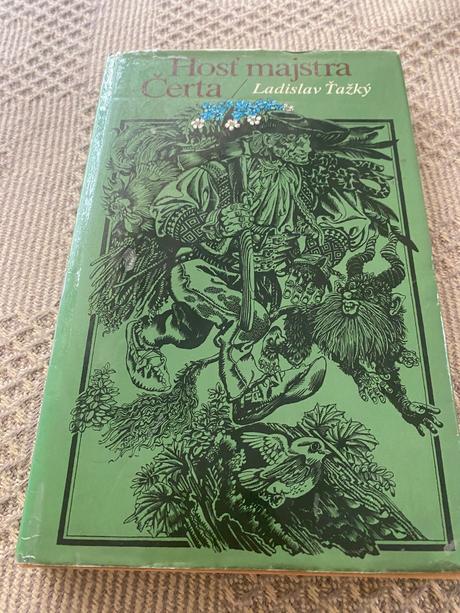 Hosť majstra
Čerta / Ladislav Ťažký